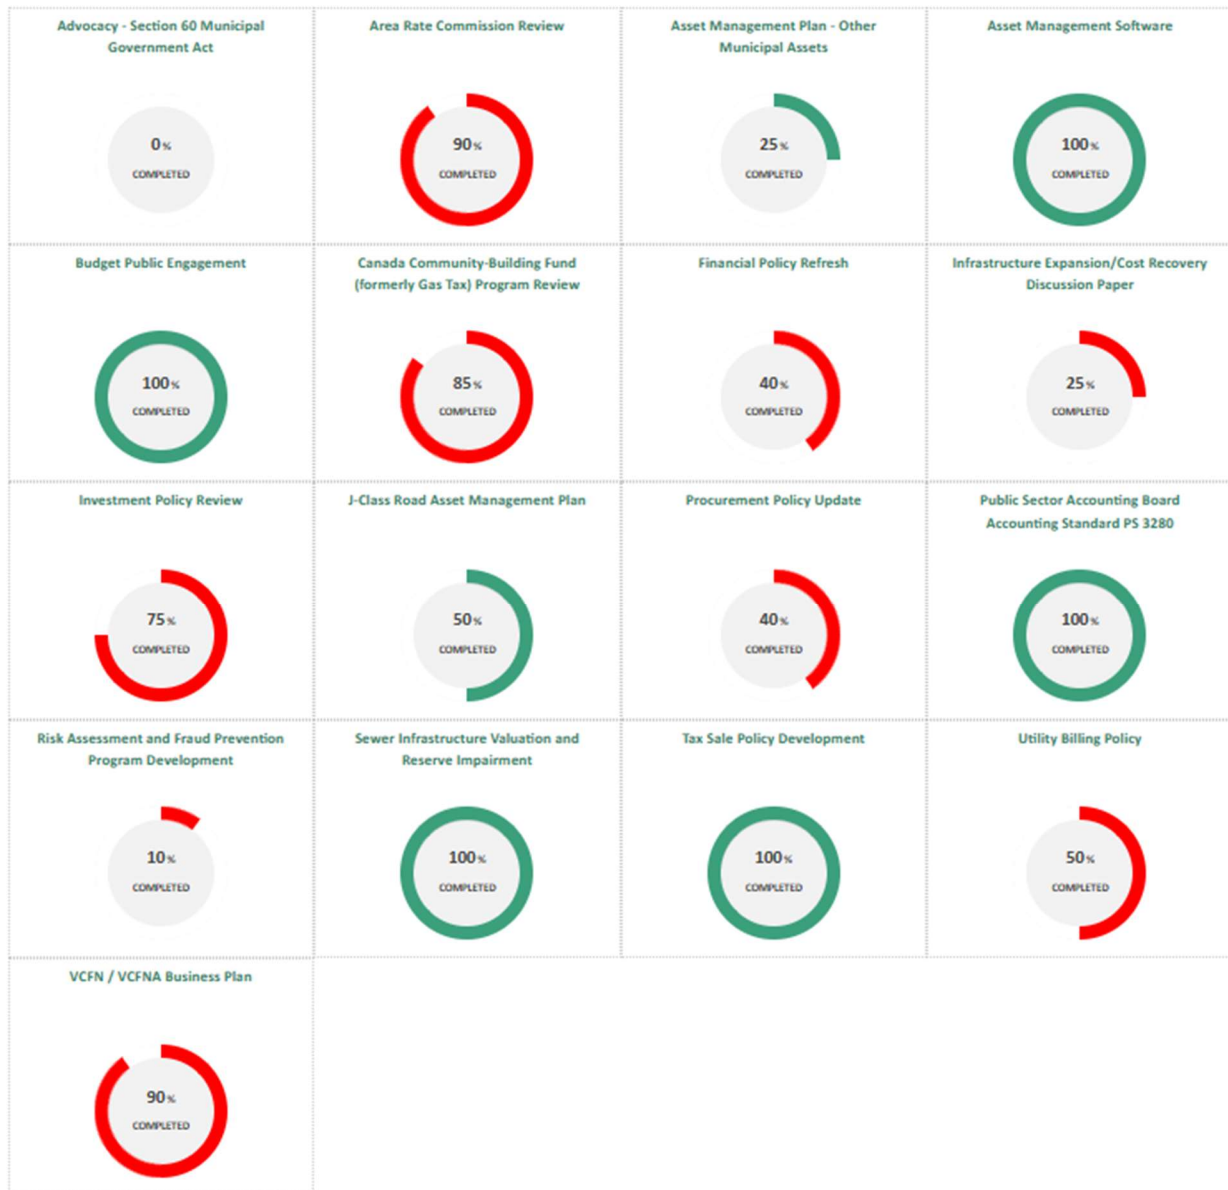 Advocacy - Section 60 Municipal
Government Act
0%
COMPLETED
Area Rate Commission Review
90%
COMPLETED
Asset Management Plan - Other
Municipal Assets
25%
COMPLETED
Asset Management Software
100%
COMPLETED
Budget Public Engagement
100%
COMPLETED
Canada Community-Building Fund
(formerly Gas Tax) Program Review
85%
COMPLETED
Financial Policy Refresh
40%
COMPLETED
Infrastructure Expansion/Cost Recovery
Discussion Paper
25%
COMPLETED
Investment Policy Review
75%
COMPLETED
J-Class Road Asset Management Plan
50%
COMPLETED
Procurement Policy Update
40%
COMPLETED
Public Sector Accounting Board
Accounting Standard PS 3280
100%
COMPLETED
Risk Assessment and Fraud Prevention
Program Development
10%
COMPLETED
Sewer Infrastructure Valuation and
Reserve Impairment
100%
COMPLETED
Tax Sale Policy Development
100%
COMPLETED
Utility Billing Policy
50%
COMPLETED
VCFN / VCFNA Business Plan
90%
COMPLETED